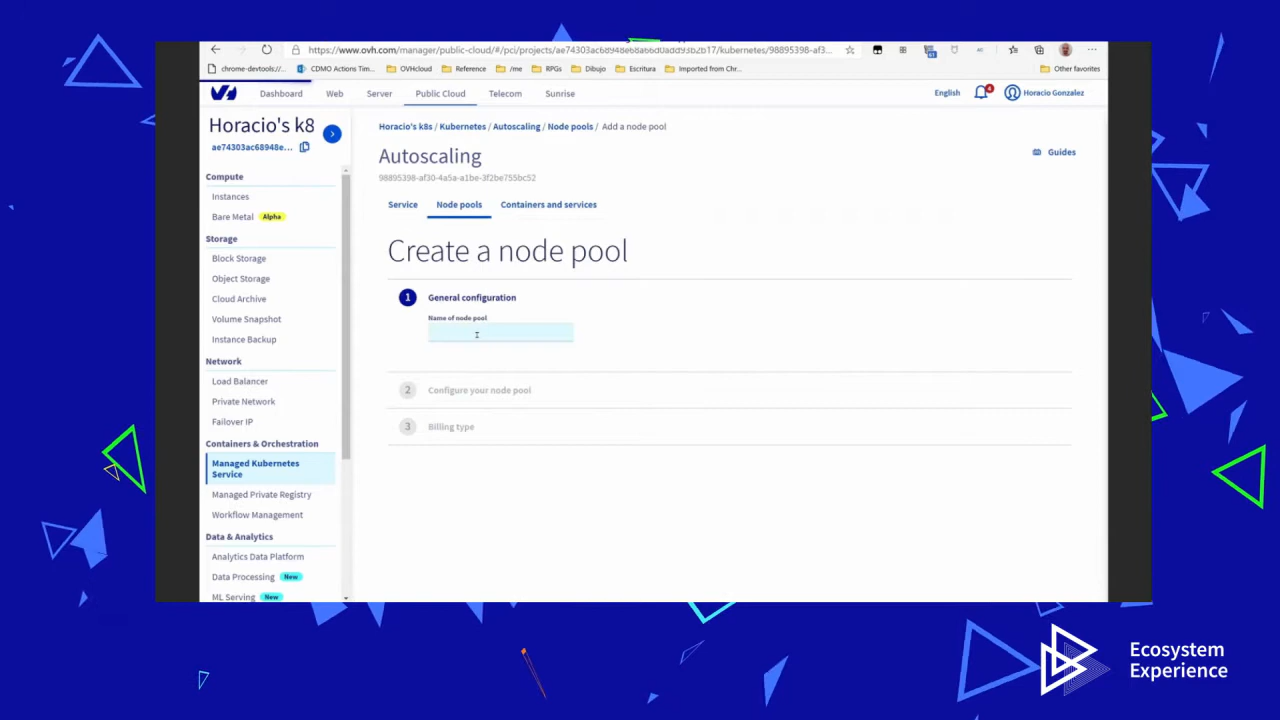 https://www.ovh.com/manager/public-cloud/#/pci/projects/ae74303ac68948e68a66d0add93b2b17/kubernetes/98895398-af3...
chrome-devtools://... CDMO Actions Tim... OVHcloud Reference /me RPGs Dibujo Escritura Imported from Chr... Other favorites
Dashboard Web Server Public Cloud Telecom Sunrise English 4 Horacio Gonzalez
Horacio's k8
ae74303ac68948e...
Compute
Instances
Bare Metal Alpha
Storage
Block Storage
Object Storage
Cloud Archive
Volume Snapshot
Instance Backup
Network
Load Balancer
Private Network
Failover IP
Containers & Orchestration
Managed Kubernetes
Service
Managed Private Registry
Workflow Management
Data & Analytics
Analytics Data Platform
Data Processing New
ML Serving New
Horacio's k8s / Kubernetes / Autoscaling / Node pools / Add a node pool
Autoscaling
Guides
98895398-af30-4a5a-a1be-3f2be755bc52
Service Node pools Containers and services
Create a node pool
1 General configuration
Name of node pool
2 Configure your node pool
3 Billing type
Ecosystem
Experience